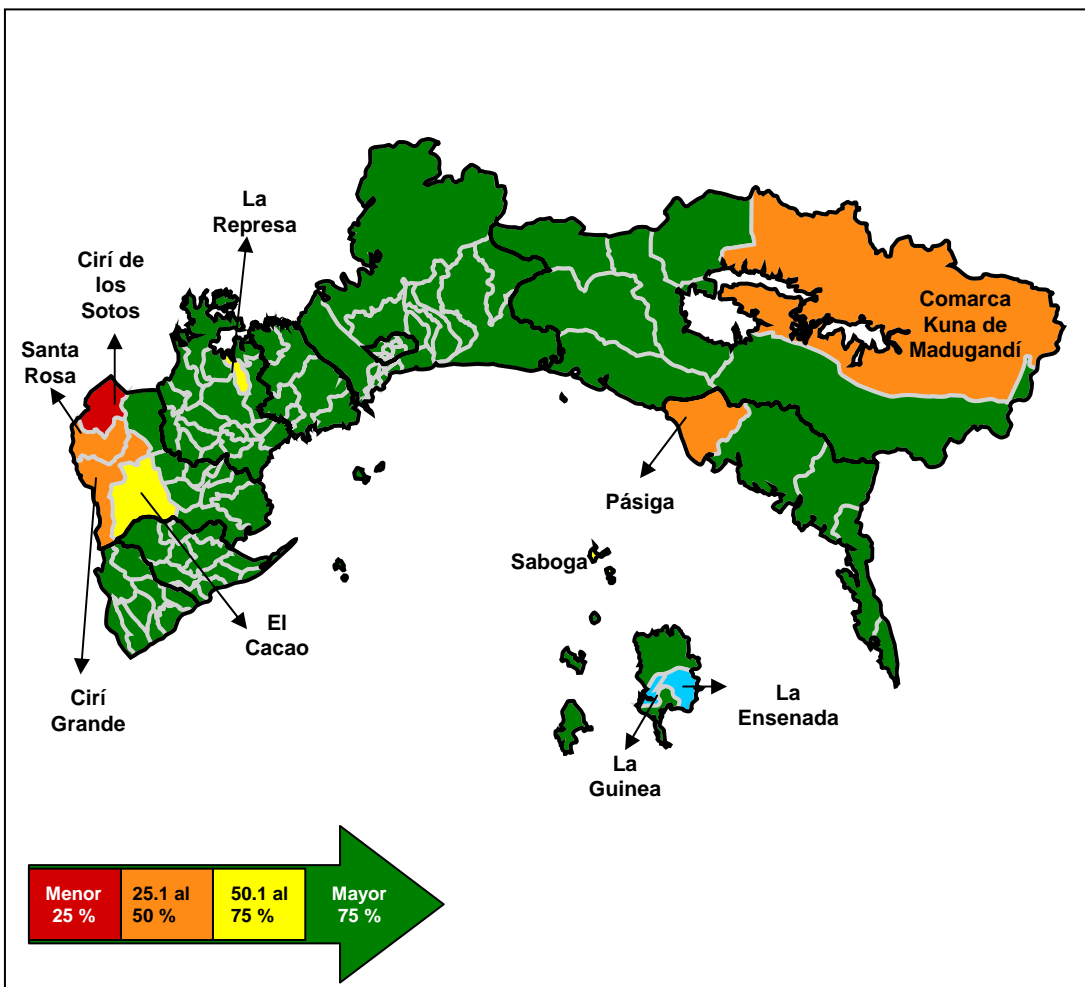 La
Represa
Cirí de
los
Sotos
Santa
Rosa
Comarca
Kuna de
Madugandí
Pásiga
Saboga
El
Cacao
Cirí
Grande
La
Ensenada
La
Guinea
Menor
25 %
25.1 al
50 %
50.1 al
75 %
Mayor
75 %